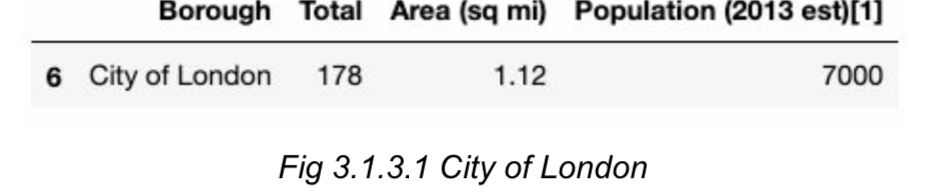 Borough Total Area (sq mi) Population (2013 est)[1]
6 City of London 178 1.12 7000
Fig 3.1.3.1 City of London